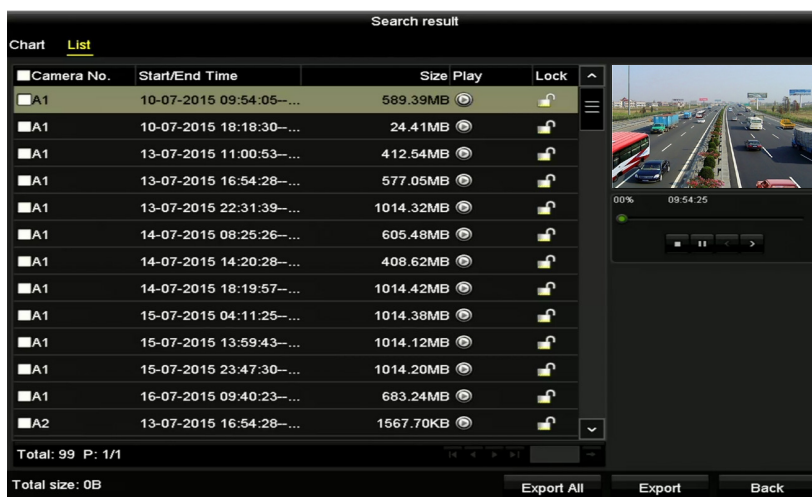 Search result
Chart List
Camera No. Start/End Time Size Play Lock
A1 10-07-2015 09:54:05--... 589.39MB
A1 10-07-2015 18:18:30--... 24.41MB
A1 13-07-2015 11:00:53--... 412.54MB
A1 13-07-2015 16:54:28--... 577.05MB
A1 13-07-2015 22:31:39--... 1014.32MB
A1 14-07-2015 08:25:26--... 605.48MB
A1 14-07-2015 14:20:28--... 408.62MB
A1 14-07-2015 18:19:57--... 1014.42MB
A1 15-07-2015 04:11:25--... 1014.38MB
A1 15-07-2015 13:59:43--... 1014.12MB
A1 15-07-2015 23:47:30--... 1014.20MB
A1 16-07-2015 09:40:23--... 683.24MB
A2 13-07-2015 16:54:28--... 1567.70KB
00% 09:54:25
Total: 99 P: 1/1
Total size: 0B
Export All Export Back